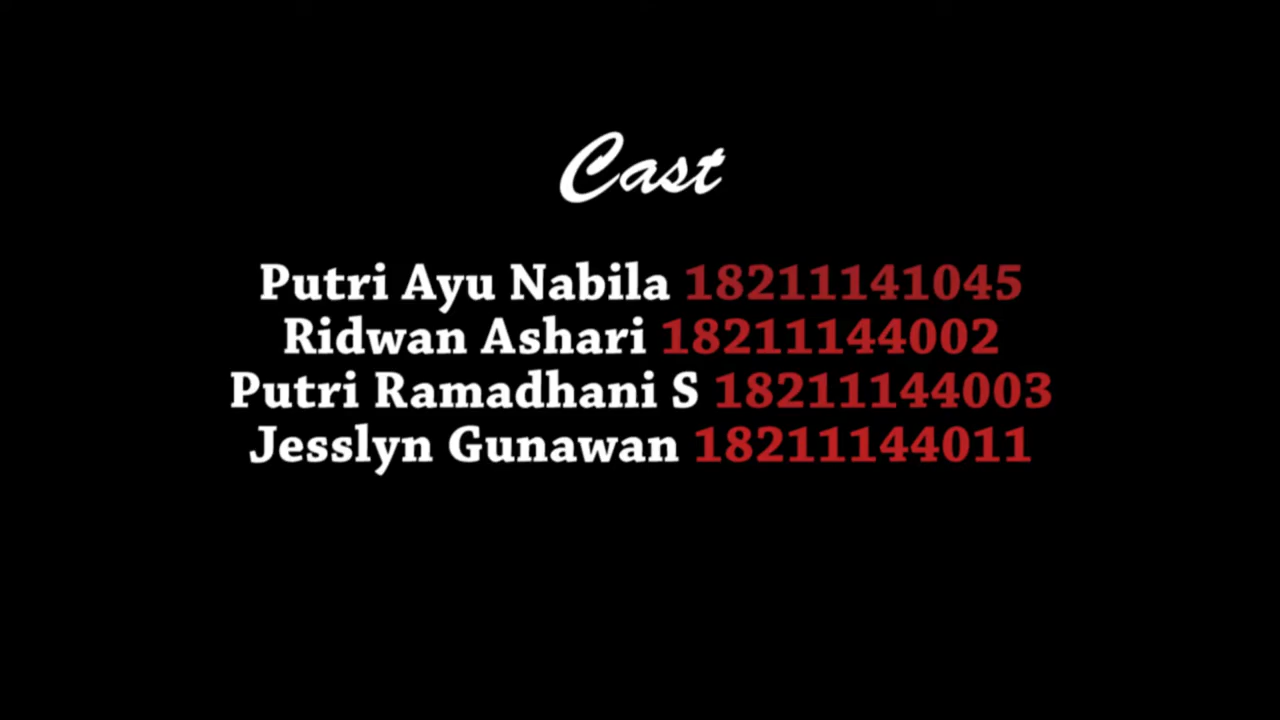 Cast
Putri Ayu Nabila 18211141045
Ridwan Ashari 18211144002
Putri Ramadhani S 18211144003
Jesslyn Gunawan 18211144011